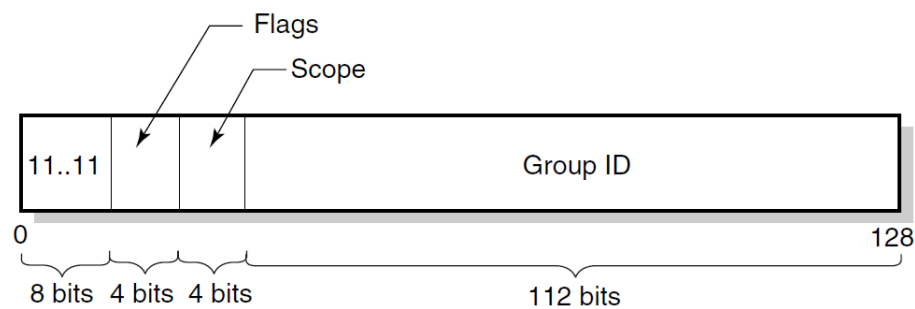 Flags
Scope
11..11 Group ID
0 128
8 bits 4 bits 4 bits 112 bits